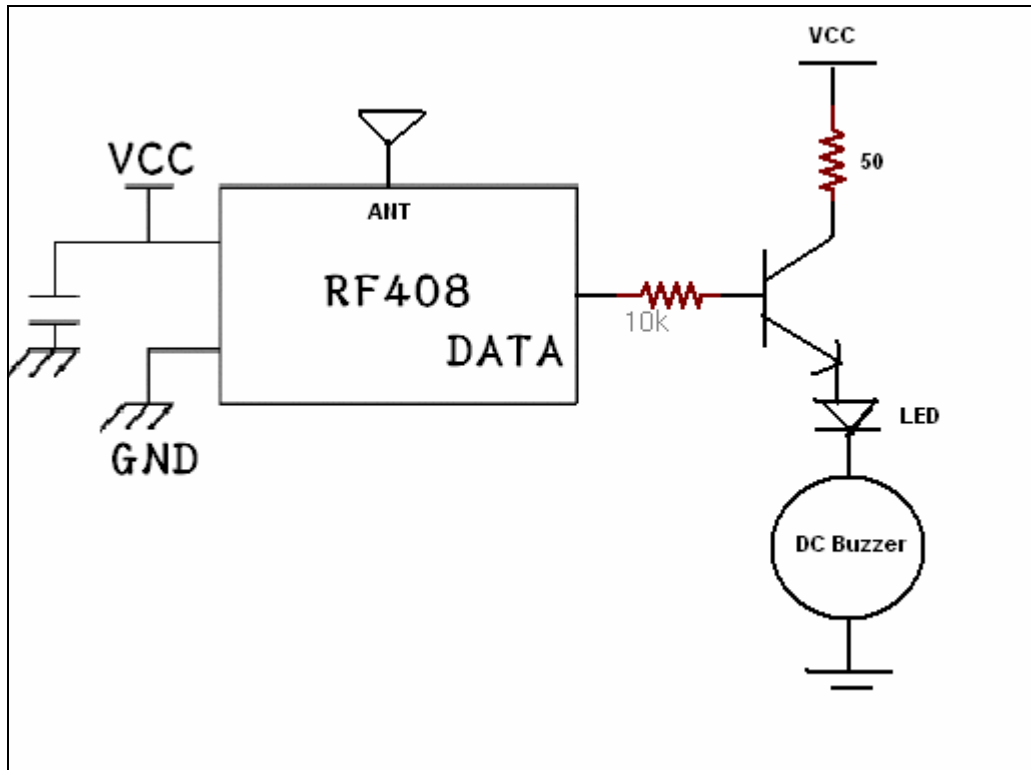 VCC
VCC
ANT
50
RF408
10k
DATA
LED
GND
DC Buzzer